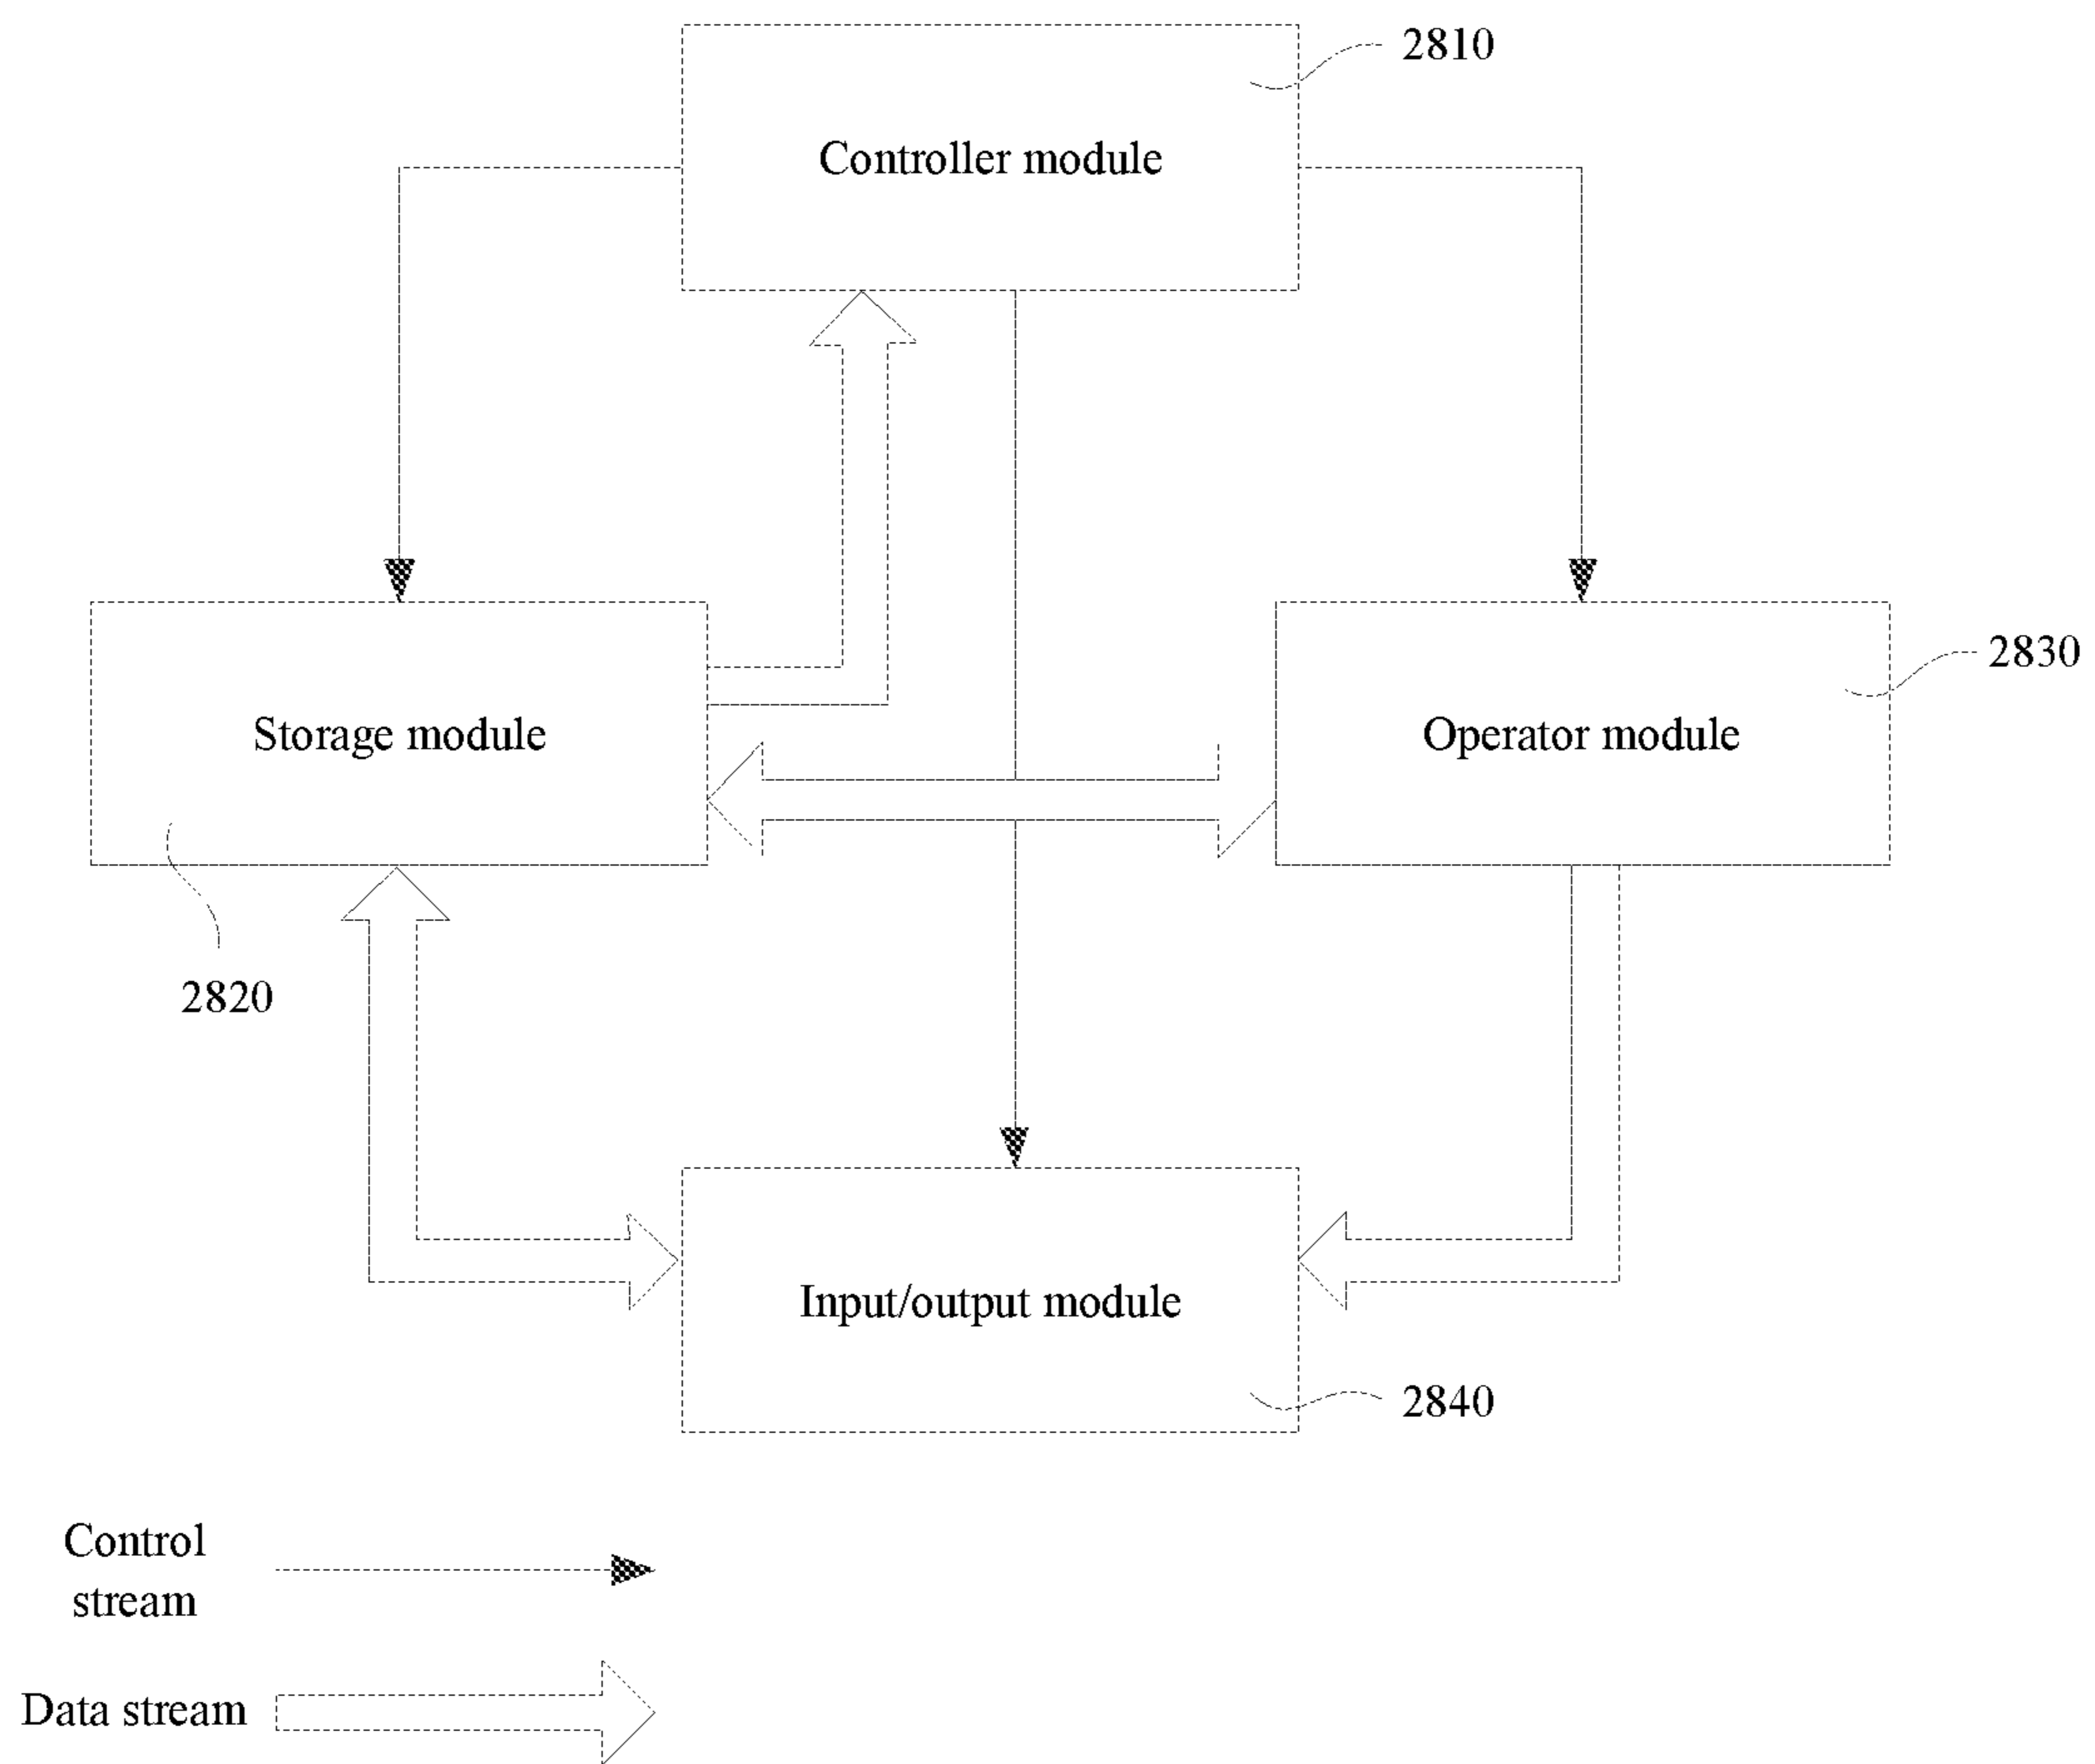 2810
Controller module
2830
Storage module
Operator module
2820
Input/output module
2840
Control
stream
Data stream